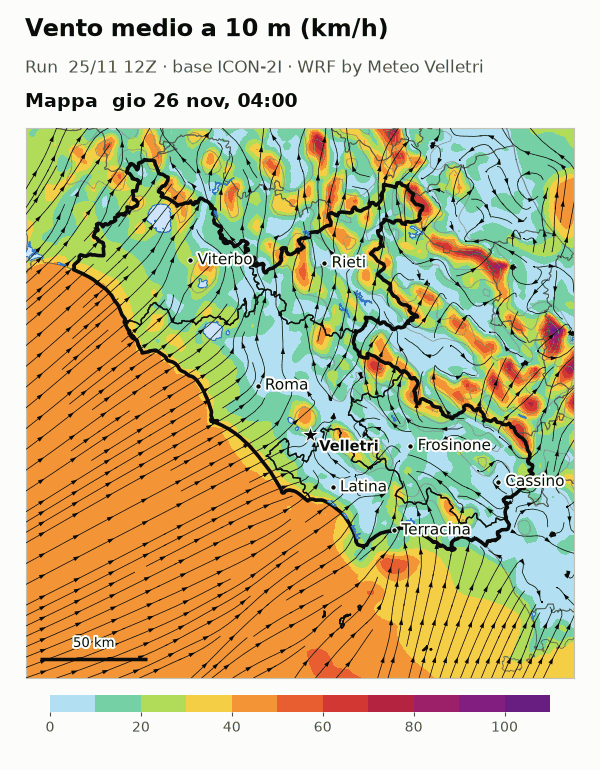 Vento medio a 10 m (km/h)
Run 25/11 12Z · base ICON-2I · WRF by Meteo Velletri
Mappa gio 26 nov, 04:00
Viterbo
Rieti
Roma
Velletri
Frosinone
Cassino
Latina
Terracina
50 km
0 20 40 60 80 100